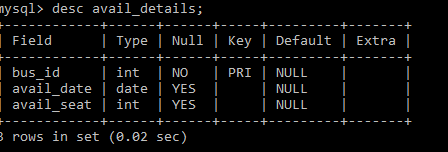 mysql> desc avail_details;
+------------+------+------+-----+---------+-------+
| Field | Type | Null | Key | Default | Extra |
+------------+------+------+-----+---------+-------+
| bus_id | int | NO | PRI | NULL | |
| avail_date | date | YES | | NULL | |
| avail_seat | int | YES | | NULL | |
+------------+------+------+-----+---------+-------+
3 rows in set (0.02 sec)